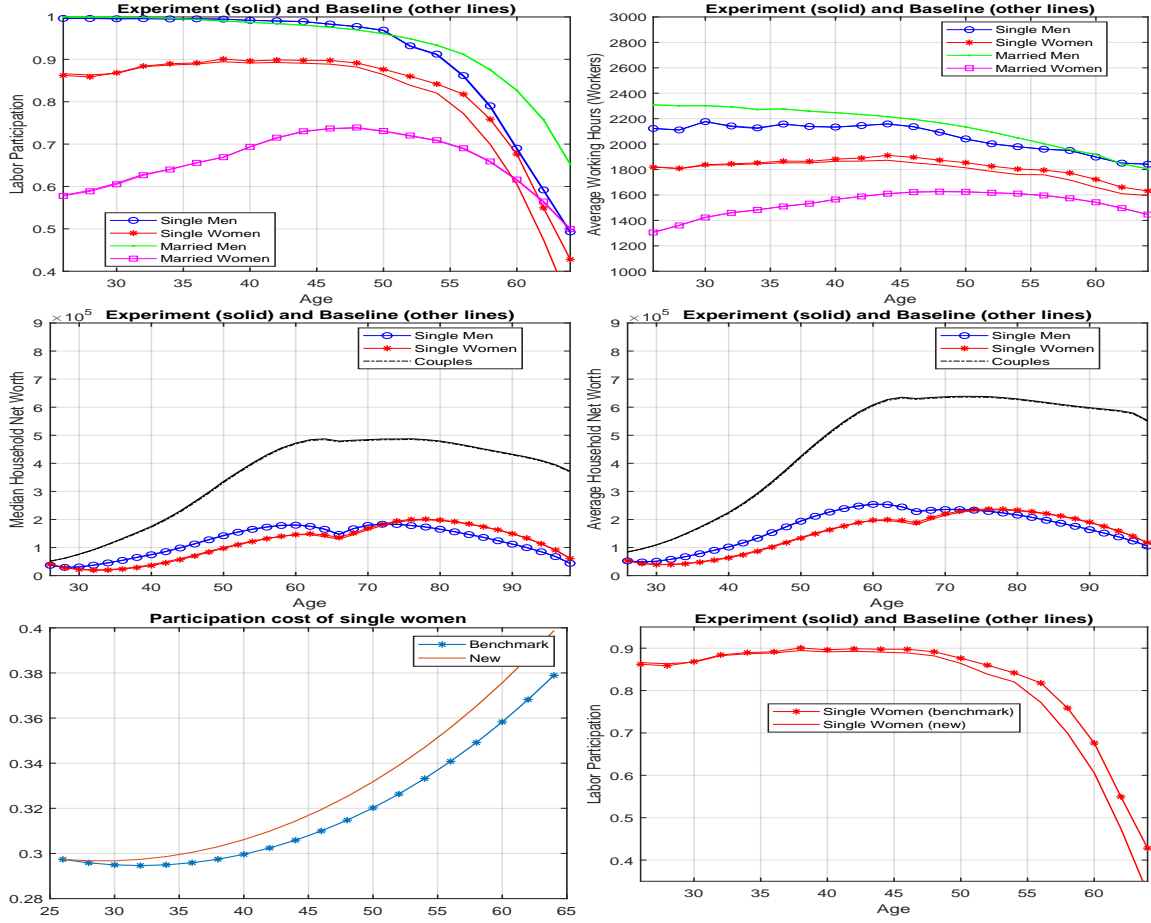 Experiment (solid) and Baseline (other lines)
Labor Participation
1
0.9
0.8
0.7
0.6
0.5
0.4
Single Men
Single Women
Married Men
Married Women
30 35 40 45 50 55 60
Age
Experiment (solid) and Baseline (other lines)
Average Working Hours (Workers)
3000
2800
2600
2400
2200
2000
1800
1600
1400
1200
1000
Single Men
Single Women
Married Men
Married Women
30 35 40 45 50 55 60
Age
Experiment (solid) and Baseline (other lines)
×10^5
Median Household Net Worth
9
8
7
6
5
4
3
2
1
0
Single Men
Single Women
Couples
30 40 50 60 70 80 90
Age
Experiment (solid) and Baseline (other lines)
×10^5
Average Household Net Worth
9
8
7
6
5
4
3
2
1
0
Single Men
Single Women
Couples
30 40 50 60 70 80 90
Age
Participation cost of single women
0.4
0.38
0.36
0.34
0.32
0.3
0.28
Benchmark
New
25 30 35 40 45 50 55 60 65
Experiment (solid) and Baseline (other lines)
Labor Participation
0.9
0.8
0.7
0.6
0.5
0.4
Single Women (benchmark)
Single Women (new)
30 35 40 45 50 55 60
Age